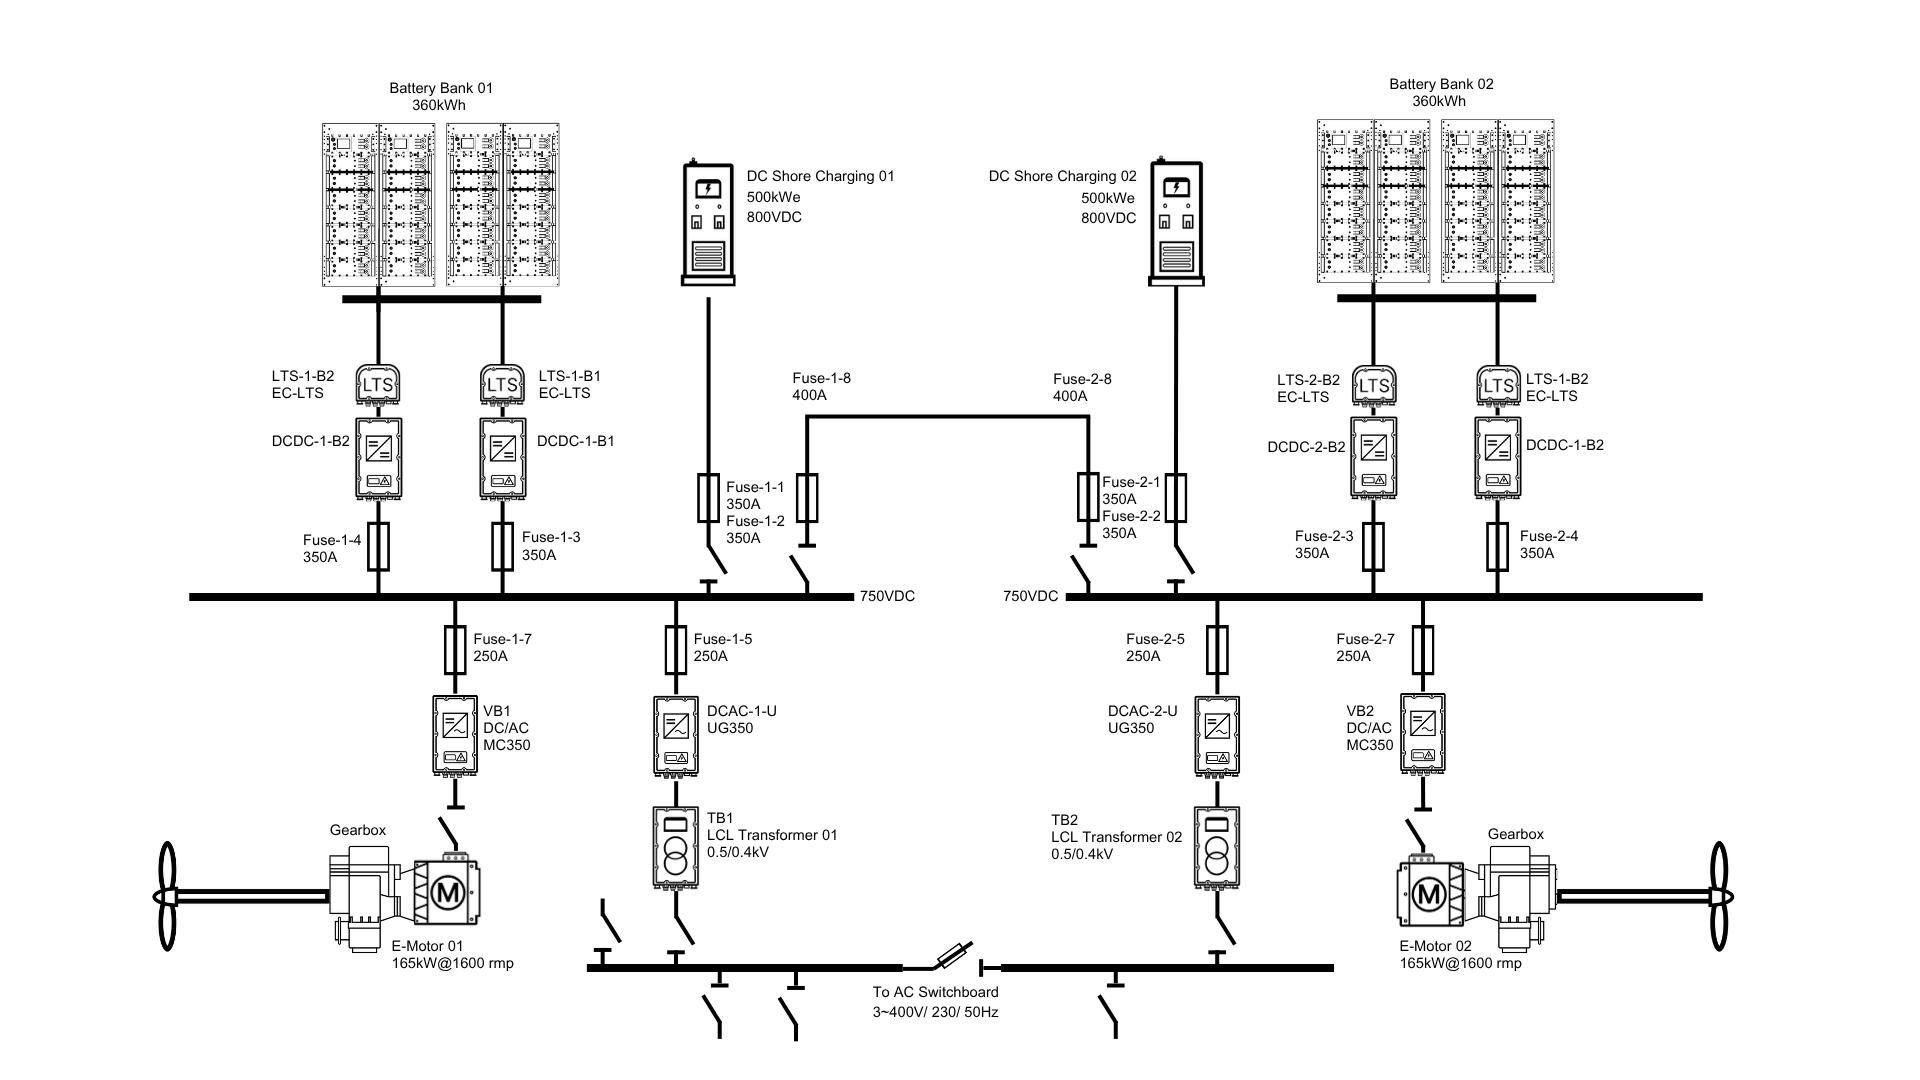 Battery Bank 01
360kWh
Battery Bank 02
360kWh
DC Shore Charging 01
500kWe
800VDC
DC Shore Charging 02
500kWe
800VDC
LTS-1-B2
EC-LTS
LTS
LTS
LTS-1-B1
EC-LTS
Fuse-1-8
400A
Fuse-2-8
400A
LTS-2-B2
EC-LTS
LTS
LTS
LTS-1-B2
EC-LTS
DCDC-1-B2
DCDC-1-B1
DCDC-2-B2
DCDC-1-B2
Fuse-1-1
350A
Fuse-1-2
350A
Fuse-2-1
350A
Fuse-2-2
350A
Fuse-1-4
350A
Fuse-1-3
350A
Fuse-2-3
350A
Fuse-2-4
350A
750VDC
750VDC
Fuse-1-7
250A
Fuse-1-5
250A
Fuse-2-5
250A
Fuse-2-7
250A
VB1
DC/AC
MC350
DCAC-1-U
UG350
DCAC-2-U
UG350
VB2
DC/AC
MC350
TB1
LCL Transformer 01
0.5/0.4kV
TB2
LCL Transformer 02
0.5/0.4kV
Gearbox
Gearbox
M
M
E-Motor 01
165kW@1600 rmp
E-Motor 02
165kW@1600 rmp
To AC Switchboard
3~400V/ 230/ 50Hz